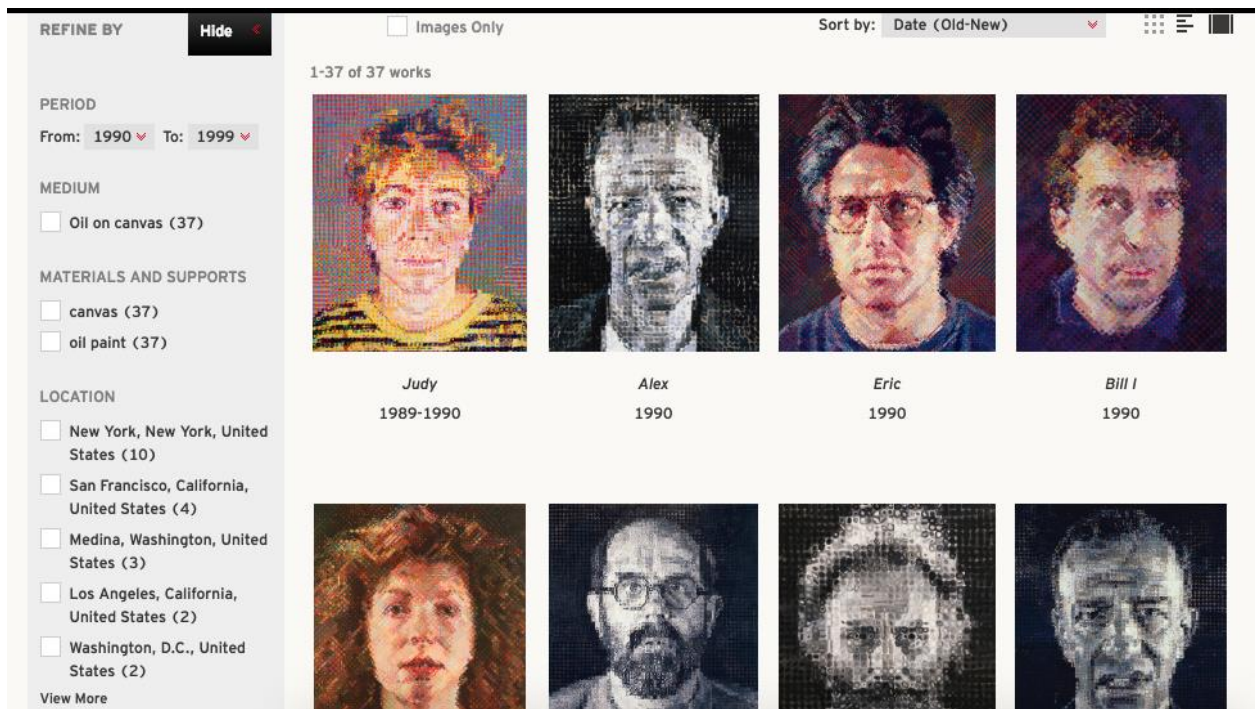 REFINE BY
Hide
Images Only
Sort by: Date (Old-New)
1-37 of 37 works
PERIOD
From: 1990 To: 1999
MEDIUM
Oil on canvas (37)
MATERIALS AND SUPPORTS
canvas (37)
oil paint (37)
LOCATION
New York, New York, United
States (10)
San Francisco, California,
United States (4)
Medina, Washington, United
States (3)
Los Angeles, California,
United States (2)
Washington, D.C., United
States (2)
View More
Judy
1989-1990
Alex
1990
Eric
1990
Bill I
1990